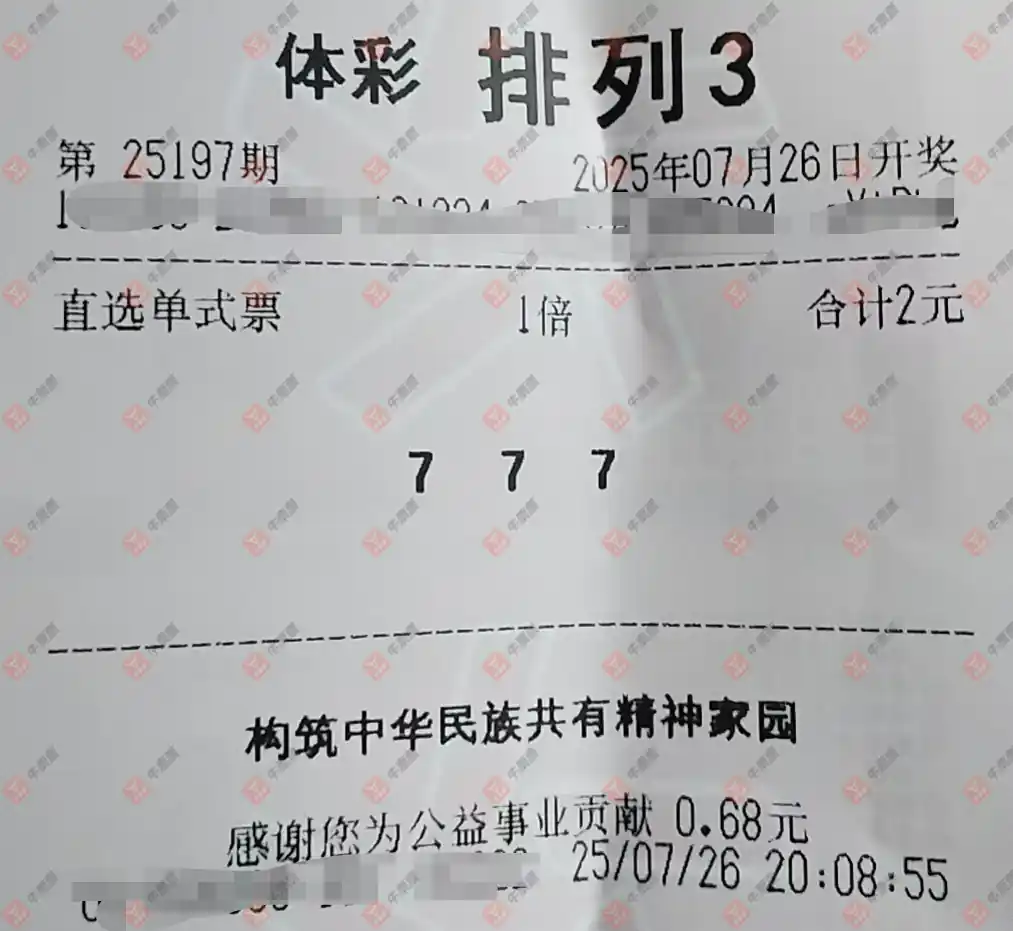 体彩 排列3
第 25197期 2025年07月26日开奖
直选单式票 1倍 合计2元
7 7 7
构筑中华民族共有精神家园
感谢您为公益事业贡献 0.68元
25/07/26 20:08:55